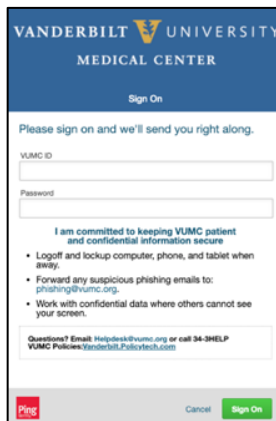 VANDERBILT UNIVERSITY
MEDICAL CENTER
Sign On
Please sign on and we'll send you right along.
VUMC ID
Password
I am committed to keeping VUMC patient
and confidential information secure
• Logoff and lockup computer, phone, and tablet when
away.
• Forward any suspicious phishing emails to:
phishing@vumc.org.
• Work with confidential data where others cannot see
your screen.
Questions? Email: Helpdesk@vumc.org or call 34-3HELP
VUMC Policies:Vanderbilt.Policytech.com
Ping
Cancel
Sign On